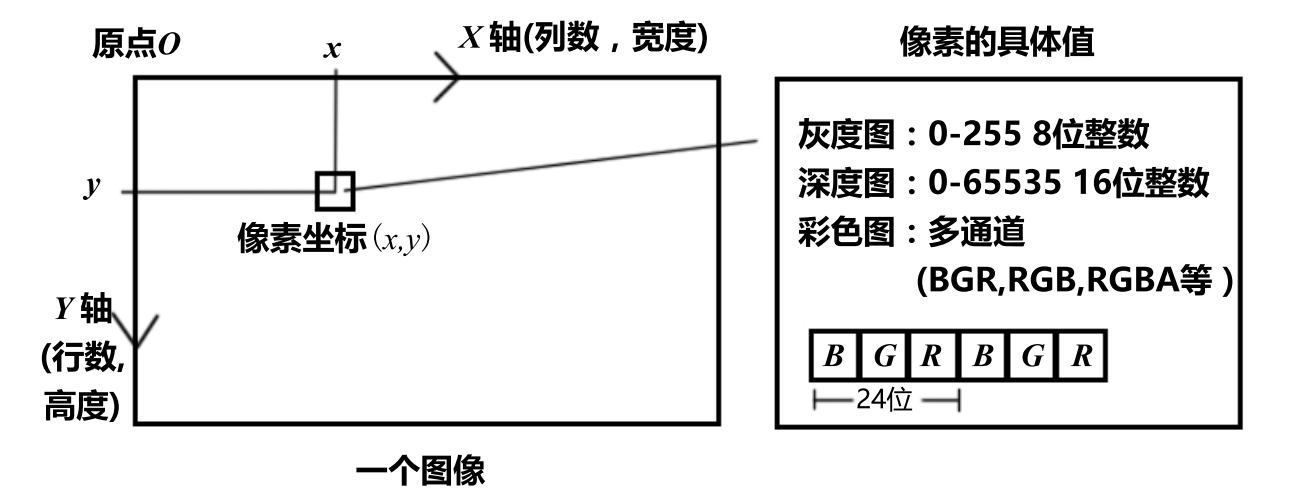 原点O
x
X 轴(列数，宽度)
y
像素坐标(x,y)
Y 轴
(行数,
高度)
一个图像
像素的具体值
灰度图：0-255 8位整数
深度图：0-65535 16位整数
彩色图：多通道
(BGR,RGB,RGBA等 )
B G R B G R
24位